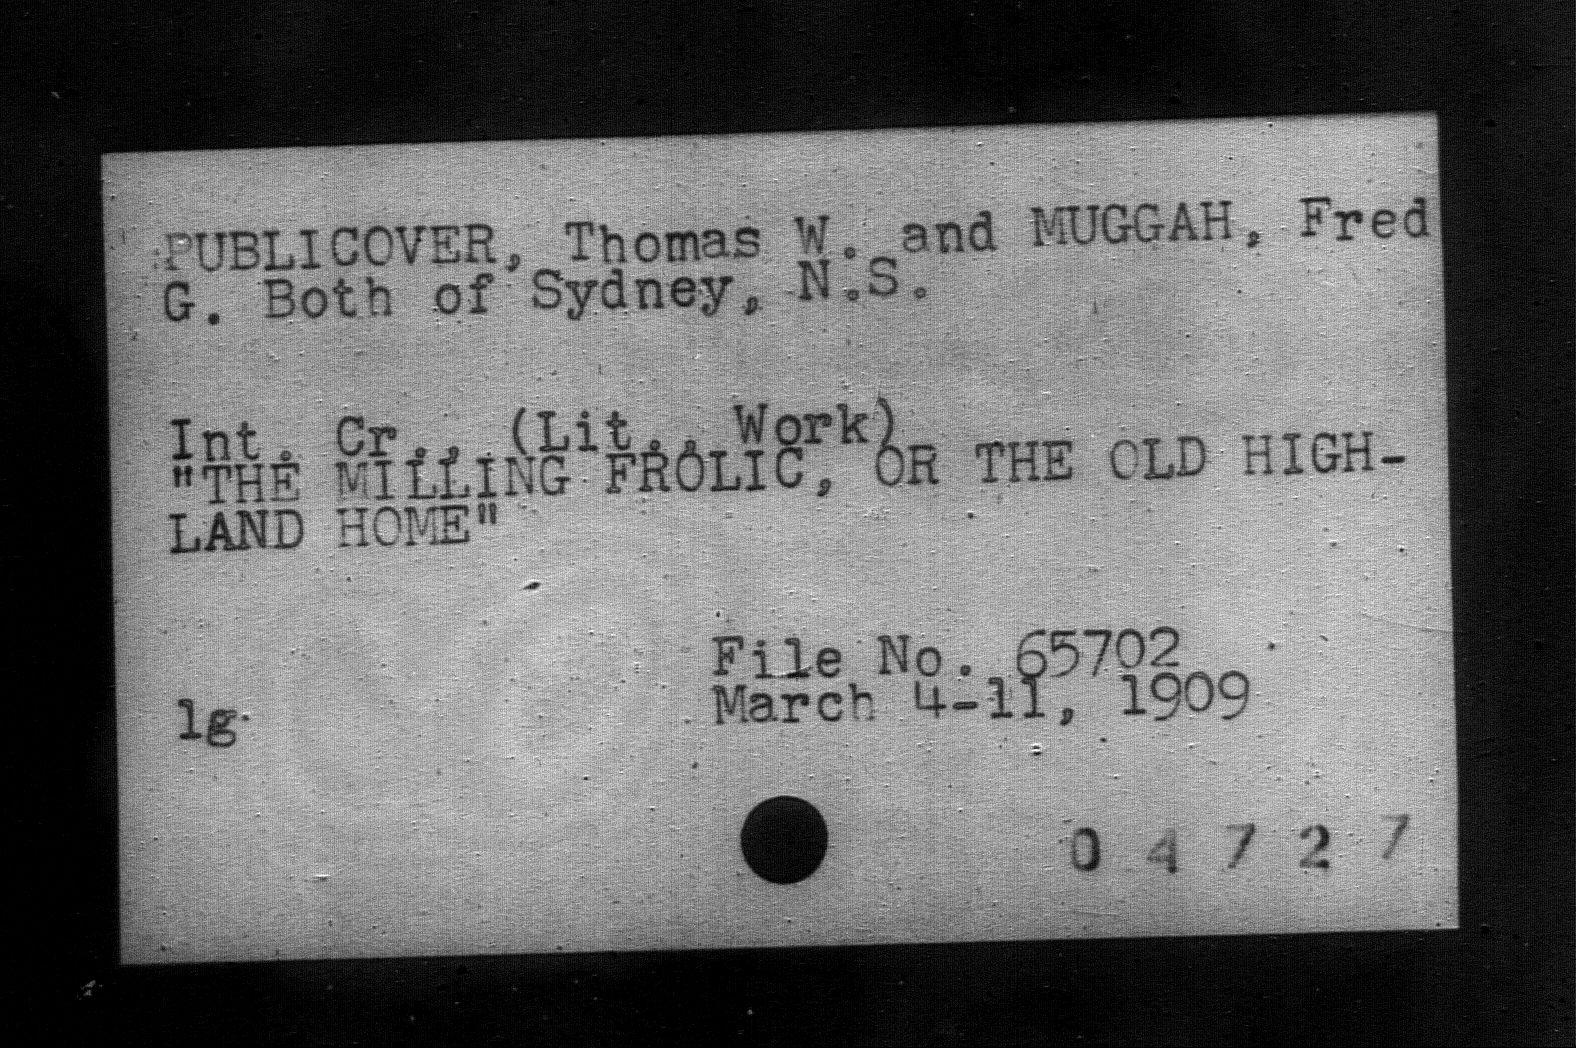 PUBLICOVER, Thomas W. and MUGGAH, Fred
G. Both of Sydney, N.S.
Int. Cr.. (Lit.. Work)
"THE MILLING FROLIC, OR THE OLD HIGH-
LAND HOME"
File No. 65702
lg
March 4-11, 1909
0 4 7 2 7